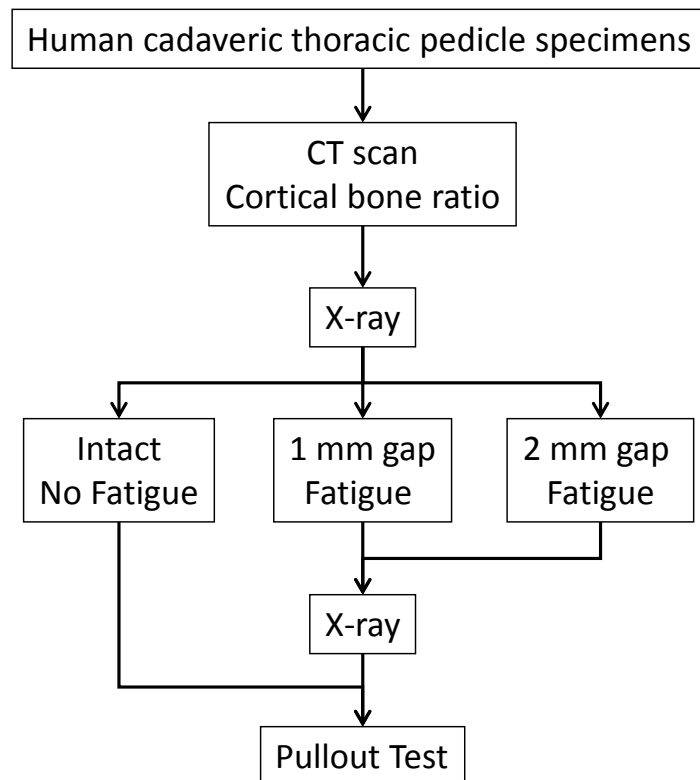 Human cadaveric thoracic pedicle specimens
CT scan
Cortical bone ratio
X-ray
Intact
No Fatigue
1 mm gap
Fatigue
2 mm gap
Fatigue
X-ray
Pullout Test